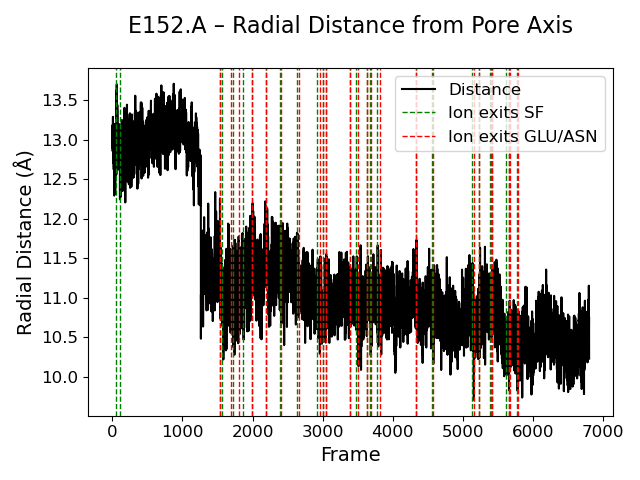 E152.A – Radial Distance from Pore Axis
Distance
Ion exits SF
Ion exits GLU/ASN
Radial Distance (Å)
13.5
13.0
12.5
12.0
11.5
11.0
10.5
10.0
0 1000 2000 3000 4000 5000 6000 7000
Frame